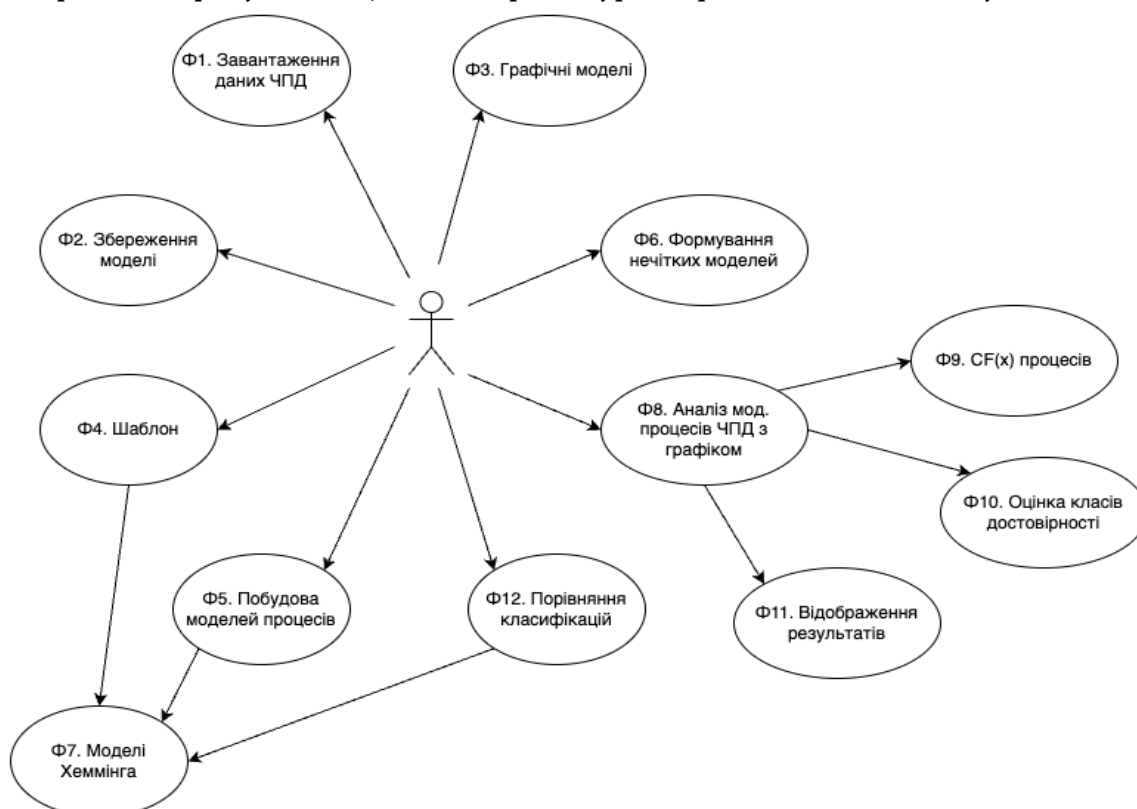 Ф1. Завантаження
даних ЧПД
Ф3. Графічні моделі
Ф2. Збереження
моделі
Ф6. Формування
нечітких моделей
Ф9. CF(x) процесів
Ф4. Шаблон
Ф8. Аналіз мод.
процесів ЧПД з
графіком
Ф10. Оцінка класів
достовірності
Ф5. Побудова
моделей процесів
Ф12. Порівняння
класифікацій
Ф11. Відображення
результатів
Ф7. Моделі
Хеммінга